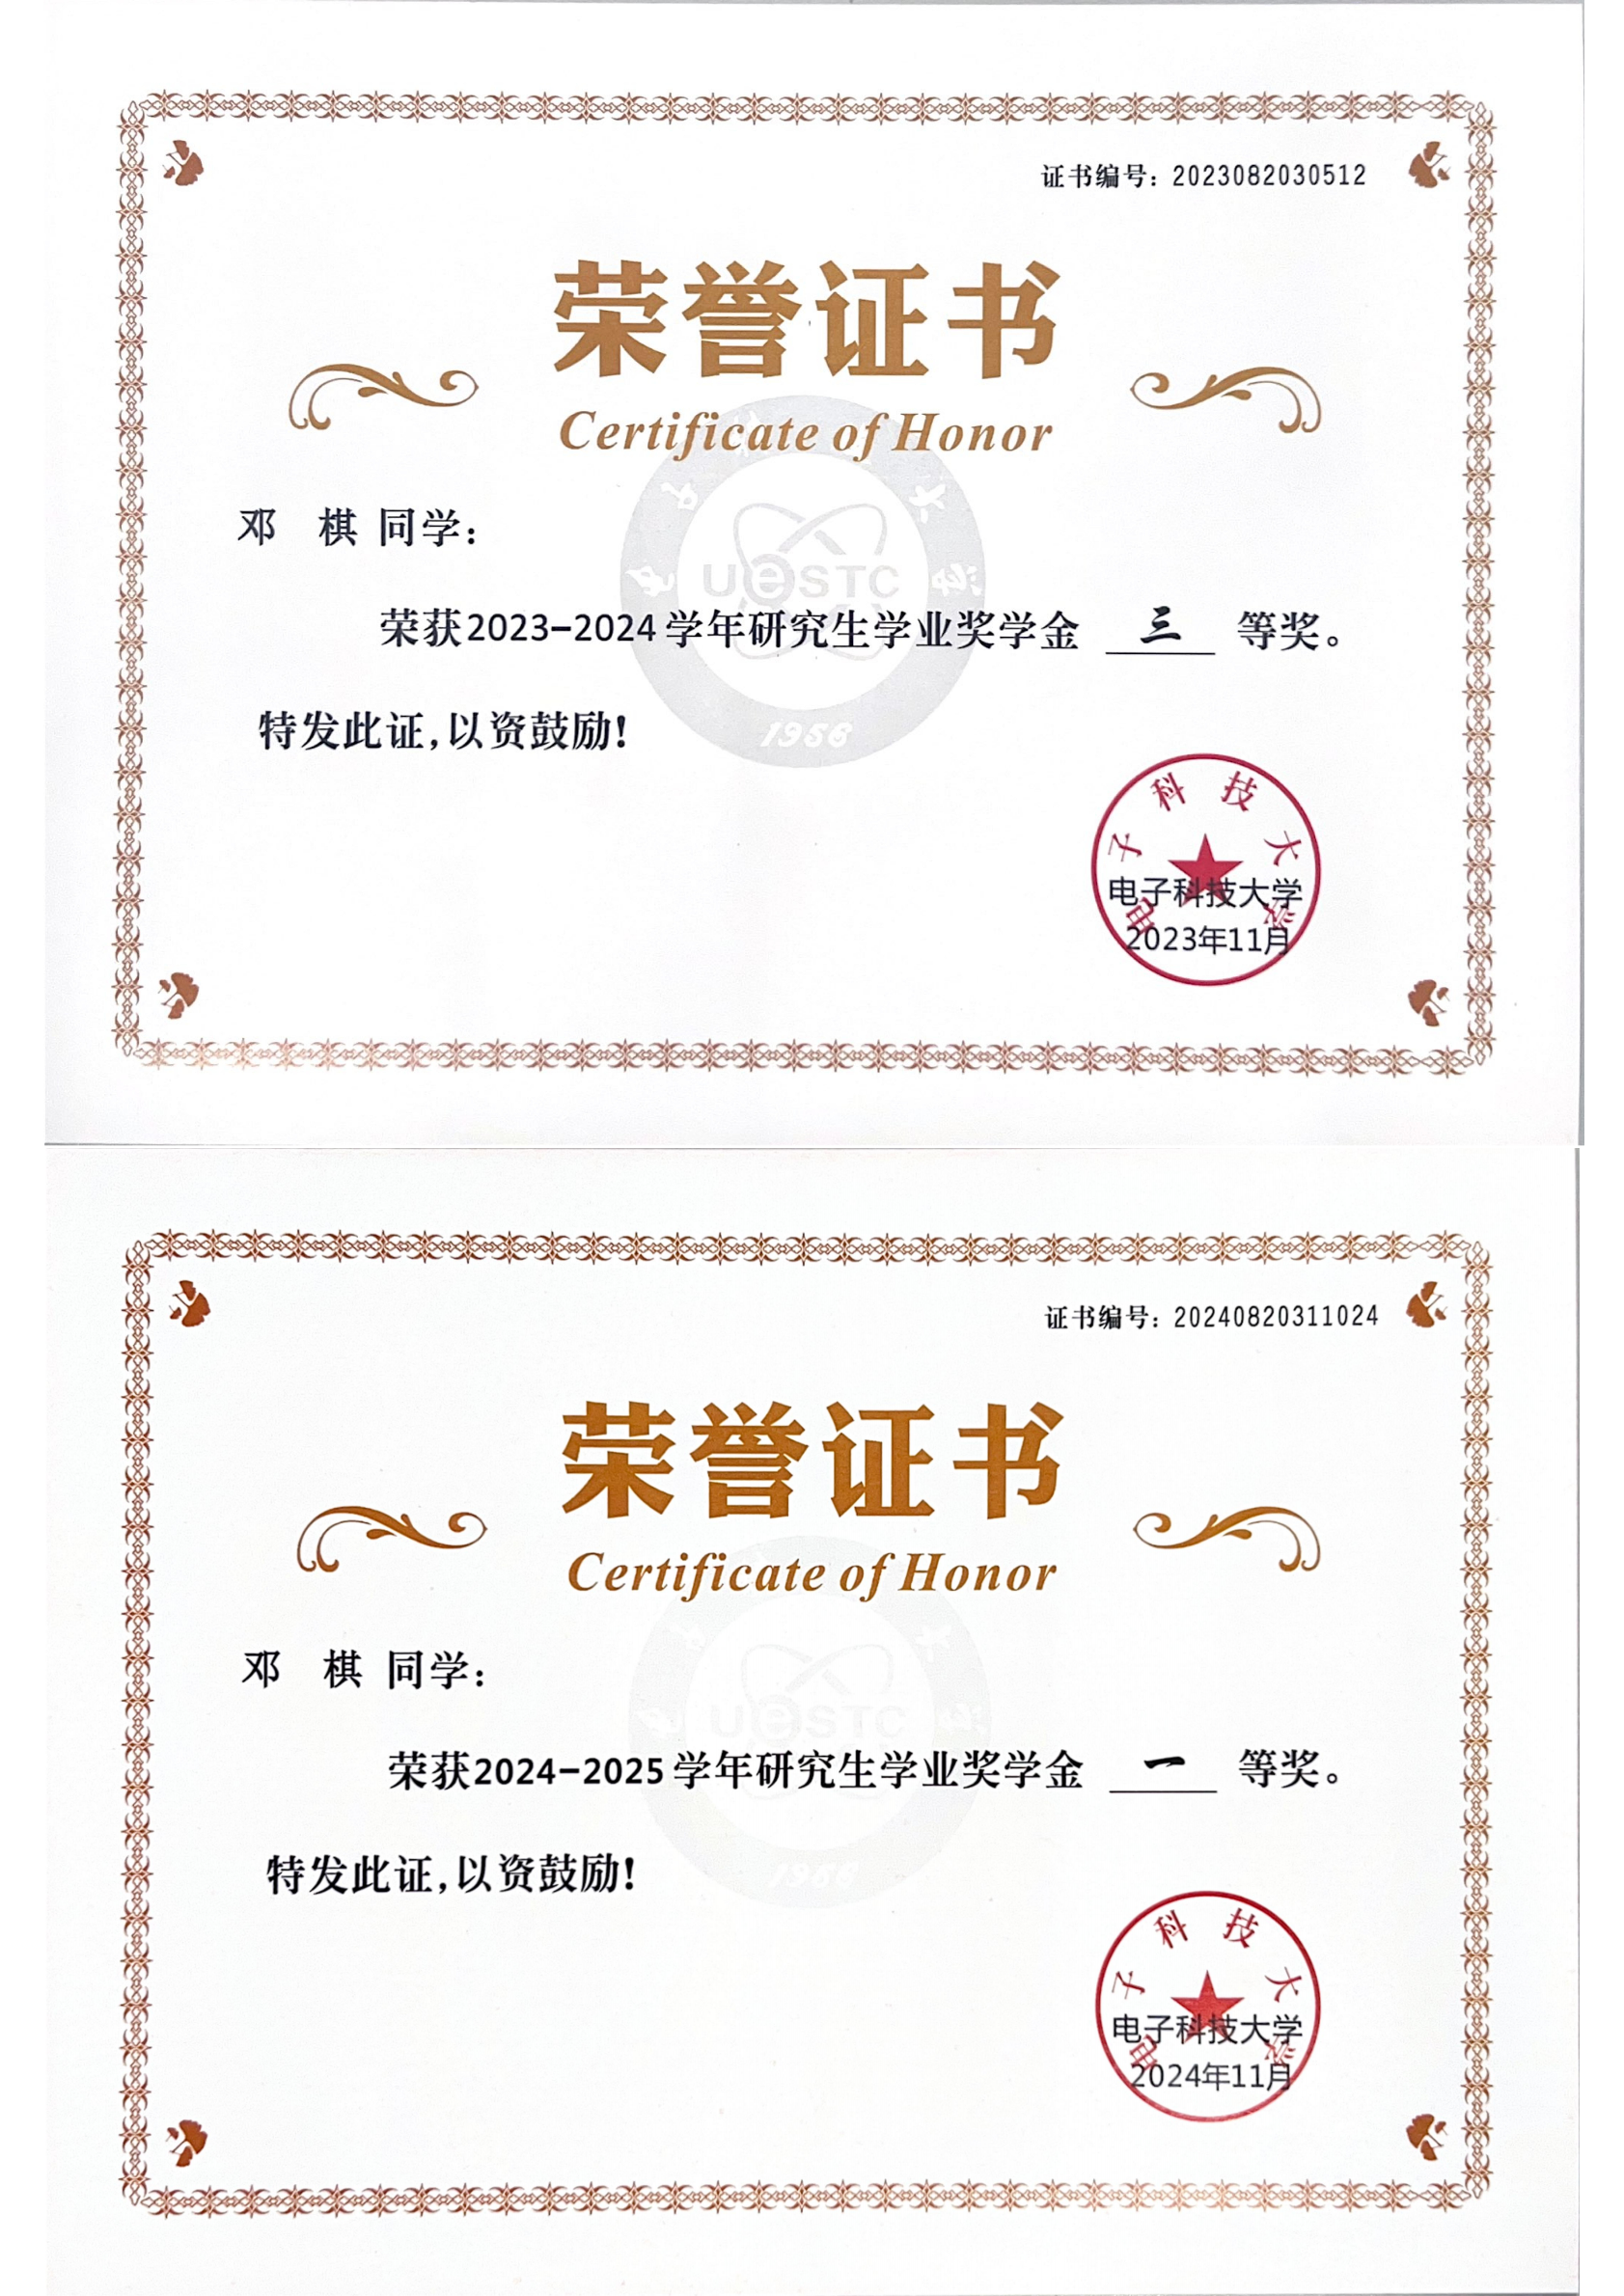 证书编号：2023082030512
荣誉证书
Certificate of Honor
邓 棋 同学：
UeSTC
荣获2023-2024学年研究生学业奖学金 三 等奖。
特发此证，以资鼓励！
1956
电子科技大学
电子科技大学
2023年11月
证书编号：20240820311024
荣誉证书
Certificate of Honor
邓 棋 同学：
UeSTC
荣获2024-2025学年研究生学业奖学金 一 等奖。
特发此证，以资鼓励！
1956
电子科技大学
电子科技大学
2024年11月